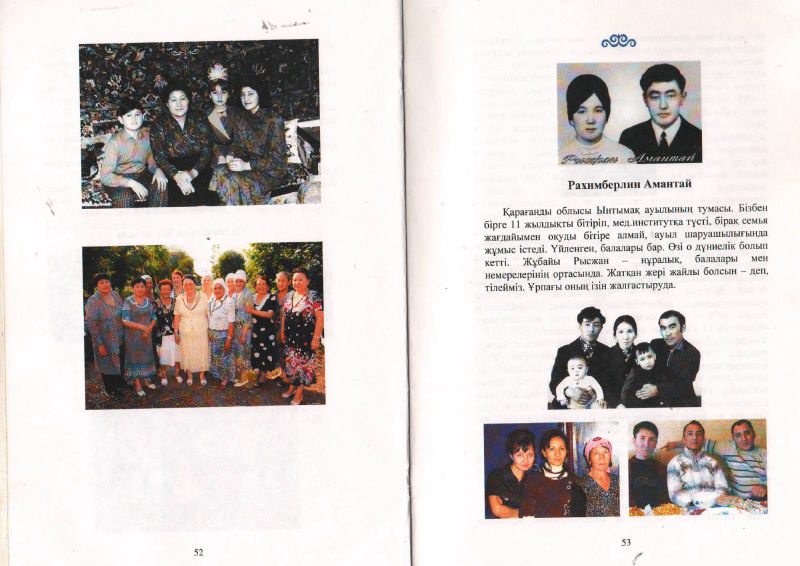 52
Рысжан Амантай
Рахимберлин Амантай
Қарағанды облысы Ынтымақ ауылының тумасы. Бізбен
бірге 11 жылдықты бітіріп, мед.институтқа түсті, бірақ семья
жағдайымен оқуды бітіре алмай, ауыл шаруашылығында
жұмыс істеді. Үйленген, балалары бар. Өзі о дүниелік болып
кетті. Жұбайы Рысжан – нұралық, балалары мен
немерелерінің ортасында. Жатқан жері жайлы болсын – деп,
тілейміз. Ұрпағы оның ізін жалғастыруда.
53